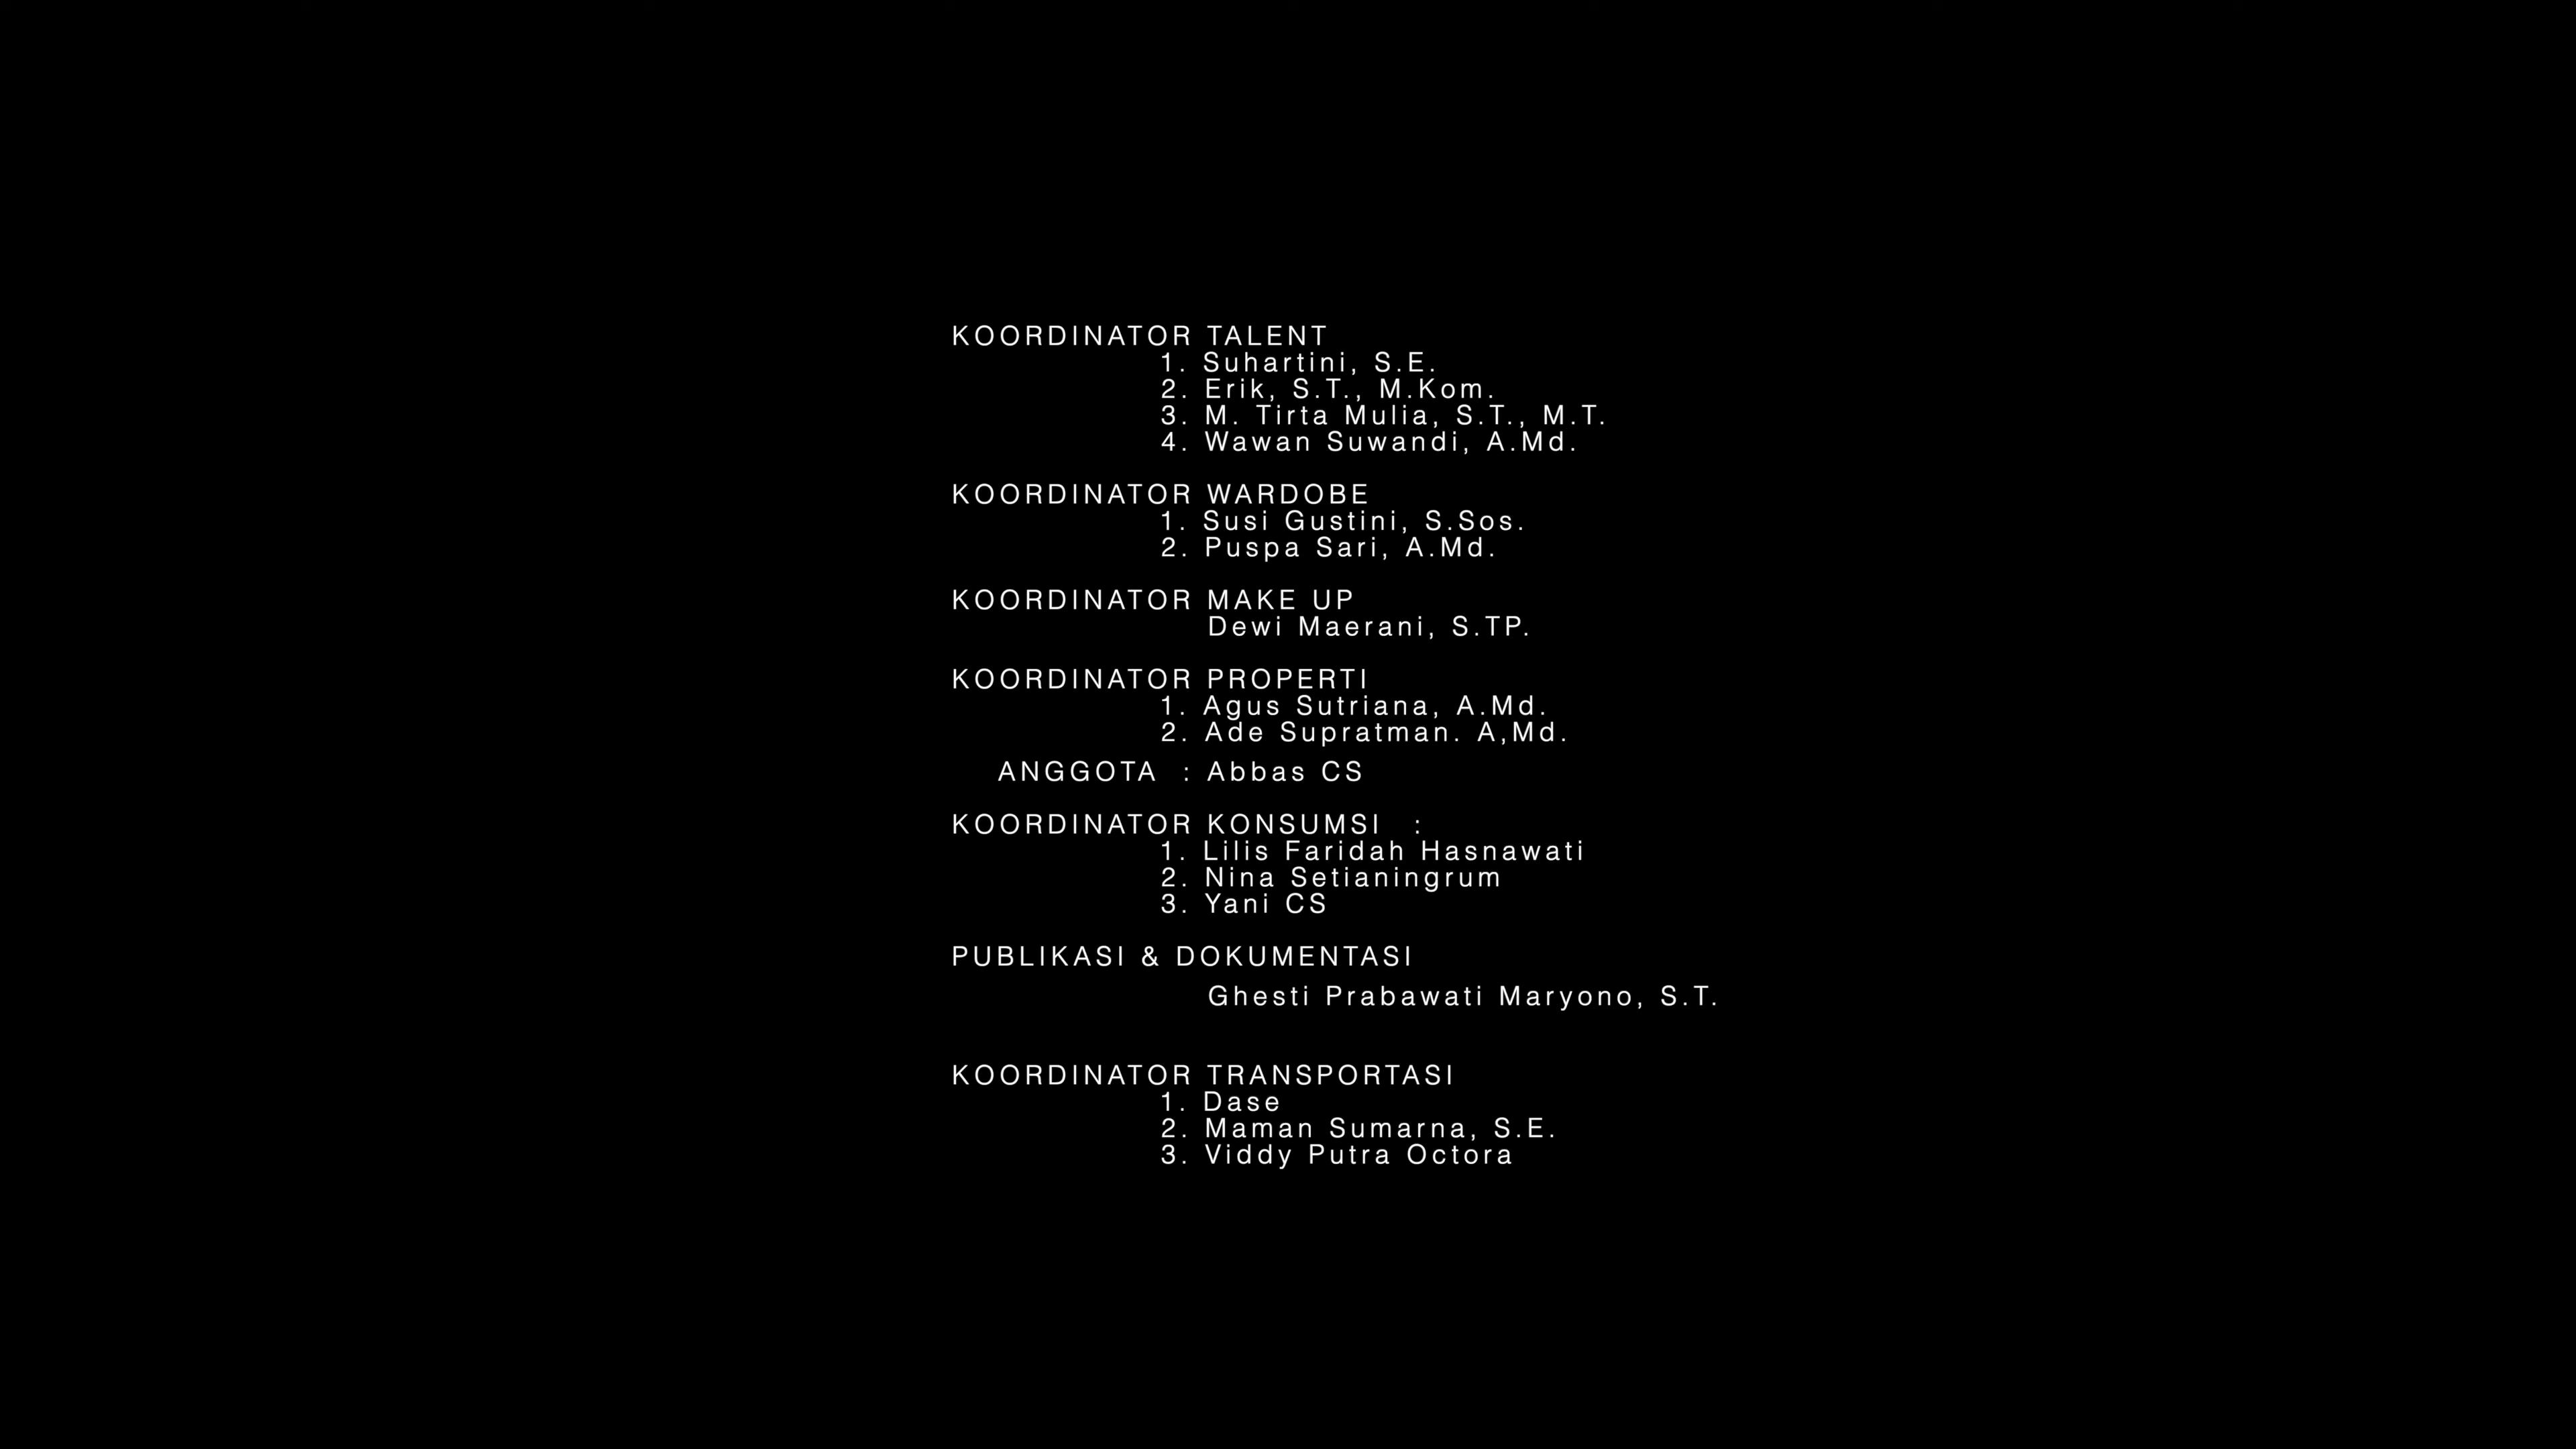 KOORDINATOR TALENT
1. Suhartini, S.E.
2. Erik, S.T., M.Kom.
3. M. Tirta Mulia, S.T., M.T.
4. Wawan Suwandi, A.Md.
KOORDINATOR WARDOBE
1. Susi Gustini, S.Sos.
2. Puspa Sari, A.Md.
KOORDINATOR MAKE UP
Dewi Maerani, S.TP.
KOORDINATOR PROPERTI
1. Agus Sutriana, A.Md.
2. Ade Supratman. A,Md.
ANGGOTA : Abbas CS
KOORDINATOR KONSUMSI :
1. Lilis Faridah Hasnawati
2. Nina Setianingrum
3. Yani CS
PUBLIKASI & DOKUMENTASI
Ghesti Prabawati Maryono, S.T.
KOORDINATOR TRANSPORTASI
1. Dase
2. Maman Sumarna, S.E.
3. Viddy Putra Octora